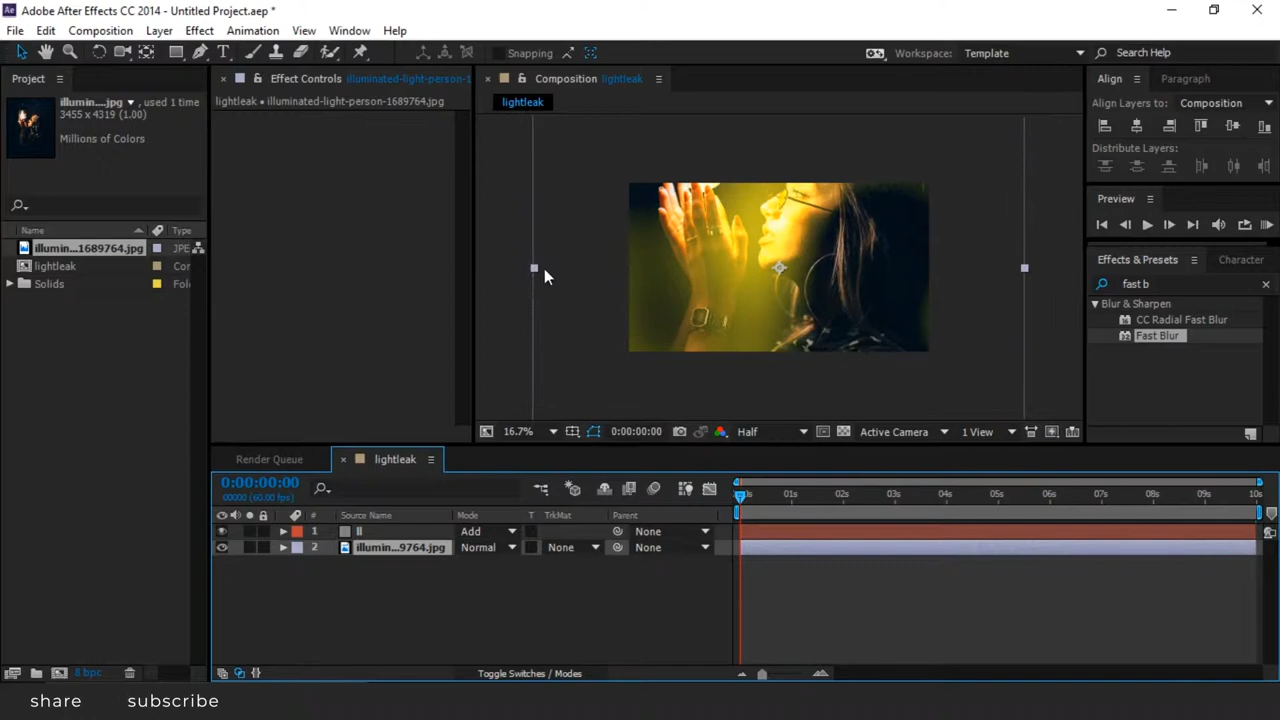 Adobe After Effects CC 2014 - Untitled Project.aep *
File Edit Composition Layer Effect Animation View Window Help
Snapping Workspace: Template Search Help
Project
illumin....jpg ▼, used 1 time
3455 x 4319 (1.00)
Millions of Colors
Name Type
illumin...1689764.jpg JPE
lightleak Cor
Solids Fol
Effect Controls illuminated-light-person-1
lightleak • illuminated-light-person-1689764.jpg
Composition lightleak
lightleak
16.7% 0:00:00:00 Half Active Camera 1 View
Align Paragraph
Align Layers to: Composition
Distribute Layers:
Preview
Effects & Presets Character
fast b
Blur & Sharpen
CC Radial Fast Blur
Fast Blur
Render Queue lightleak
0:00:00:00
00000 (60.00 fps)
01s 02s 03s 04s 05s 06s 07s 08s 09s 10s
# Source Name Mode T TrkMat Parent
1 ll Add None
2 illumin...9764.jpg Normal None None
8 bpc Toggle Switches / Modes
share subscribe